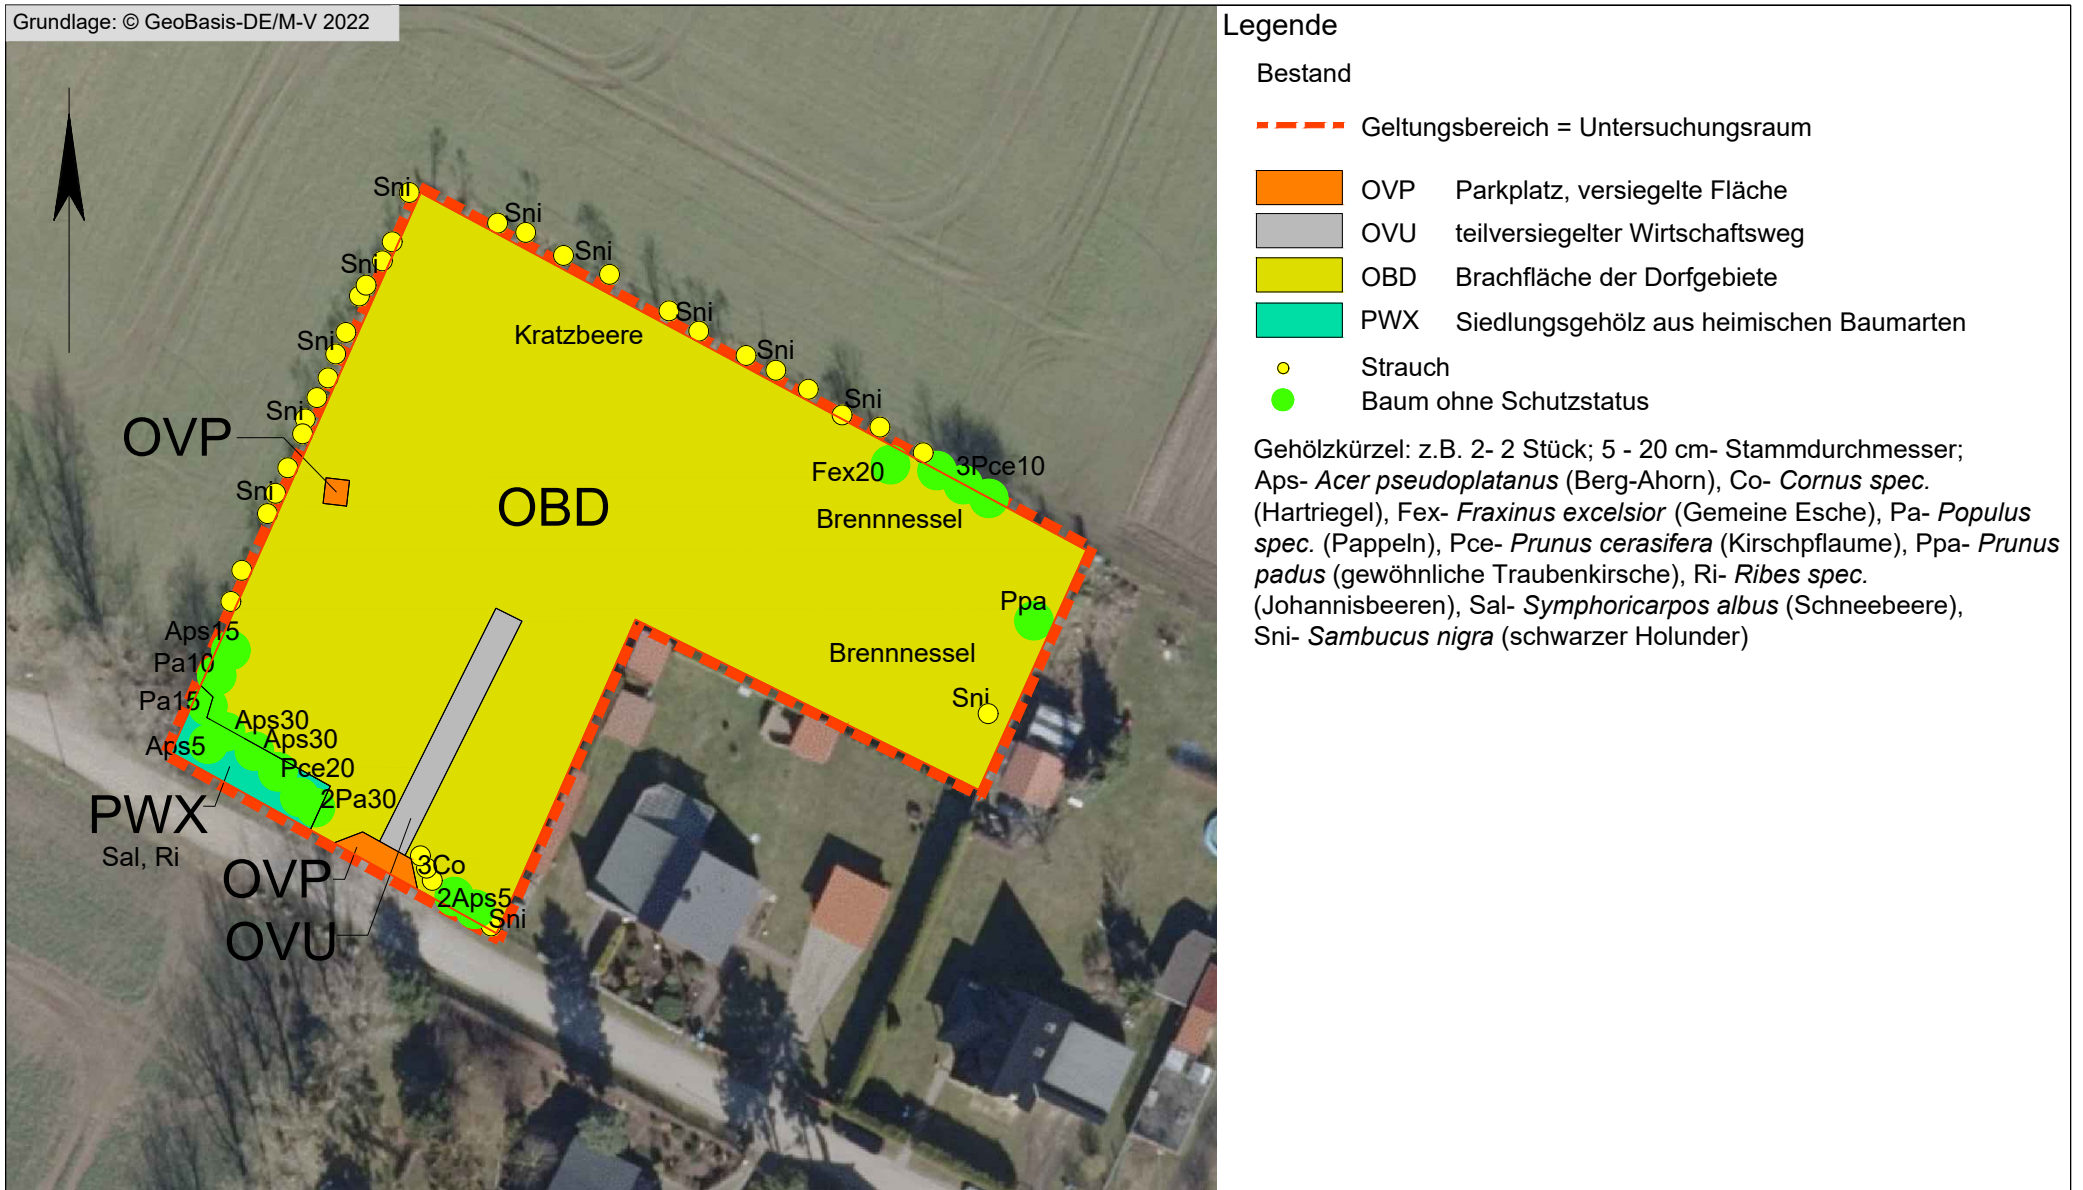 Grundlage: © GeoBasis-DE/M-V 2022
Sni
Sni
Sni
Sni
Sni
Kratzbeere
Sni
Sni
Sni
Sni
Sni
OVP
Fex20
3Pce10
OBD
Brennnessel
Ppa
Aps15
Brennnessel
Pa10
Sni
Pa15
Aps30
Aps30
Aps5
Pce20
2Pa30
PWX
Sal, Ri
3Co
OVP
2Aps5
Sni
OVU
Legende
Bestand
Geltungsbereich = Untersuchungsraum
OVP Parkplatz, versiegelte Fläche
OVU teilversiegelter Wirtschaftsweg
OBD Brachfläche der Dorfgebiete
PWX Siedlungsgehölz aus heimischen Baumarten
Strauch
Baum ohne Schutzstatus
Gehölzkürzel: z.B. 2- 2 Stück; 5 - 20 cm- Stammdurchmesser;
Aps- Acer pseudoplatanus (Berg-Ahorn), Co- Cornus spec.
(Hartriegel), Fex- Fraxinus excelsior (Gemeine Esche), Pa- Populus
spec. (Pappeln), Pce- Prunus cerasifera (Kirschpflaume), Ppa- Prunus
padus (gewöhnliche Traubenkirsche), Ri- Ribes spec.
(Johannisbeeren), Sal- Symphoricarpos albus (Schneebeere),
Sni- Sambucus nigra (schwarzer Holunder)